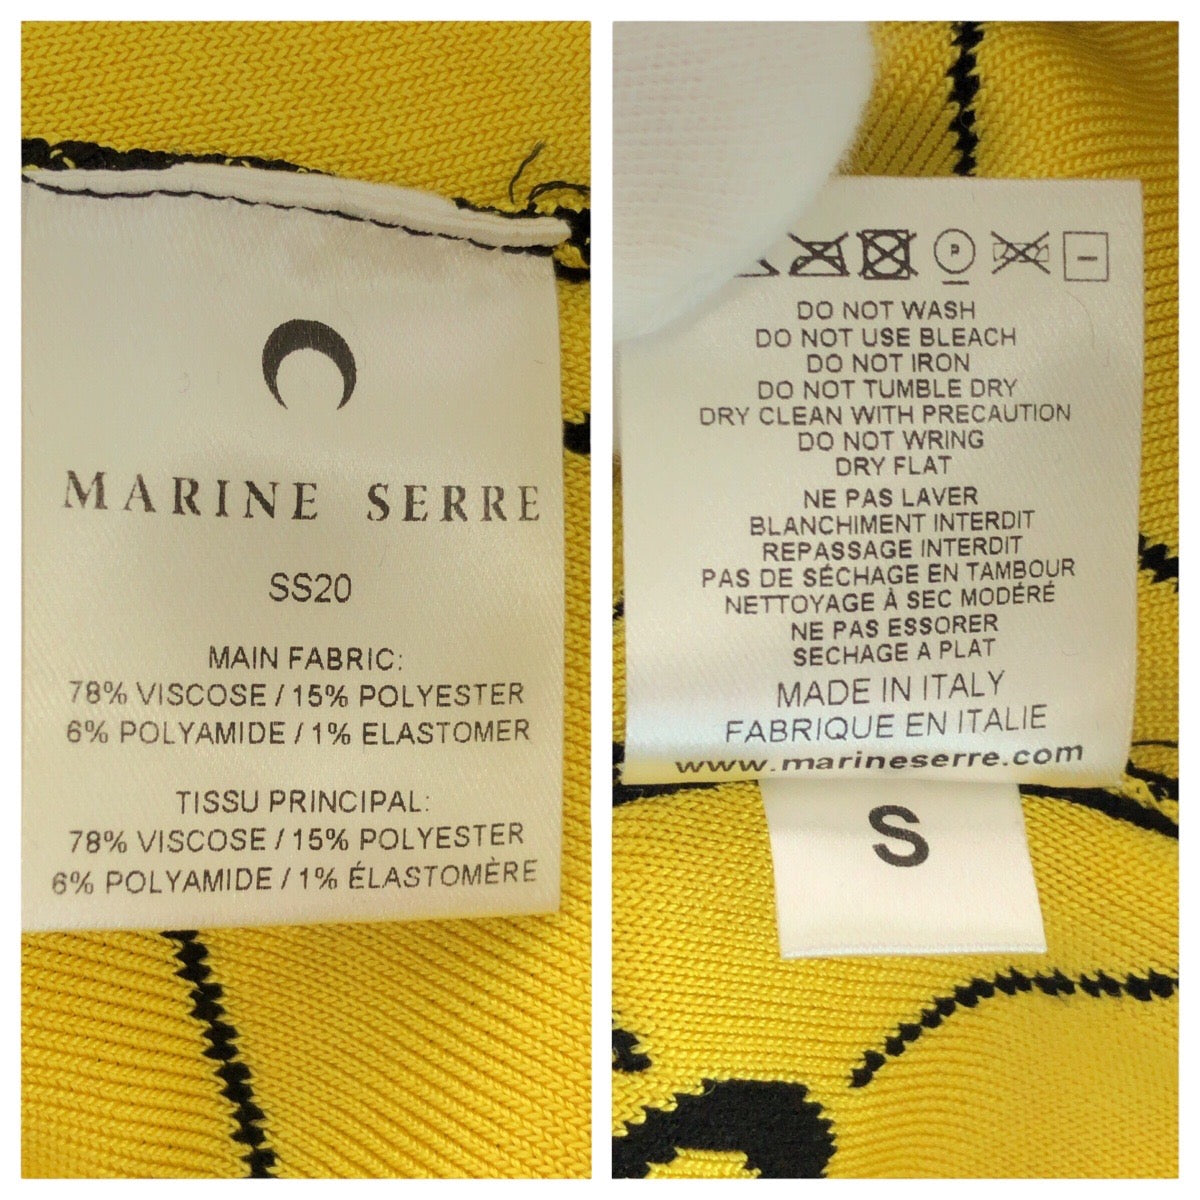 MARINE SERRE
SS20
MAIN FABRIC:
78% VISCOSE / 15% POLYESTER
6% POLYAMIDE / 1% ELASTOMER
TISSU PRINCIPAL:
78% VISCOSE / 15% POLYESTER
6% POLYAMIDE / 1% ÉLASTOMÈRE
P
DO NOT WASH
DO NOT USE BLEACH
DO NOT IRON
DO NOT TUMBLE DRY
DRY CLEAN WITH PRECAUTION
DO NOT WRING
DRY FLAT
NE PAS LAVER
BLANCHIMENT INTERDIT
REPASSAGE INTERDIT
PAS DE SÉCHAGE EN TAMBOUR
NETTOYAGE À SEC MODÉRÉ
NE PAS ESSORER
SECHAGE A PLAT
MADE IN ITALY
FABRIQUE EN ITALIE
www.marineserre.com
S